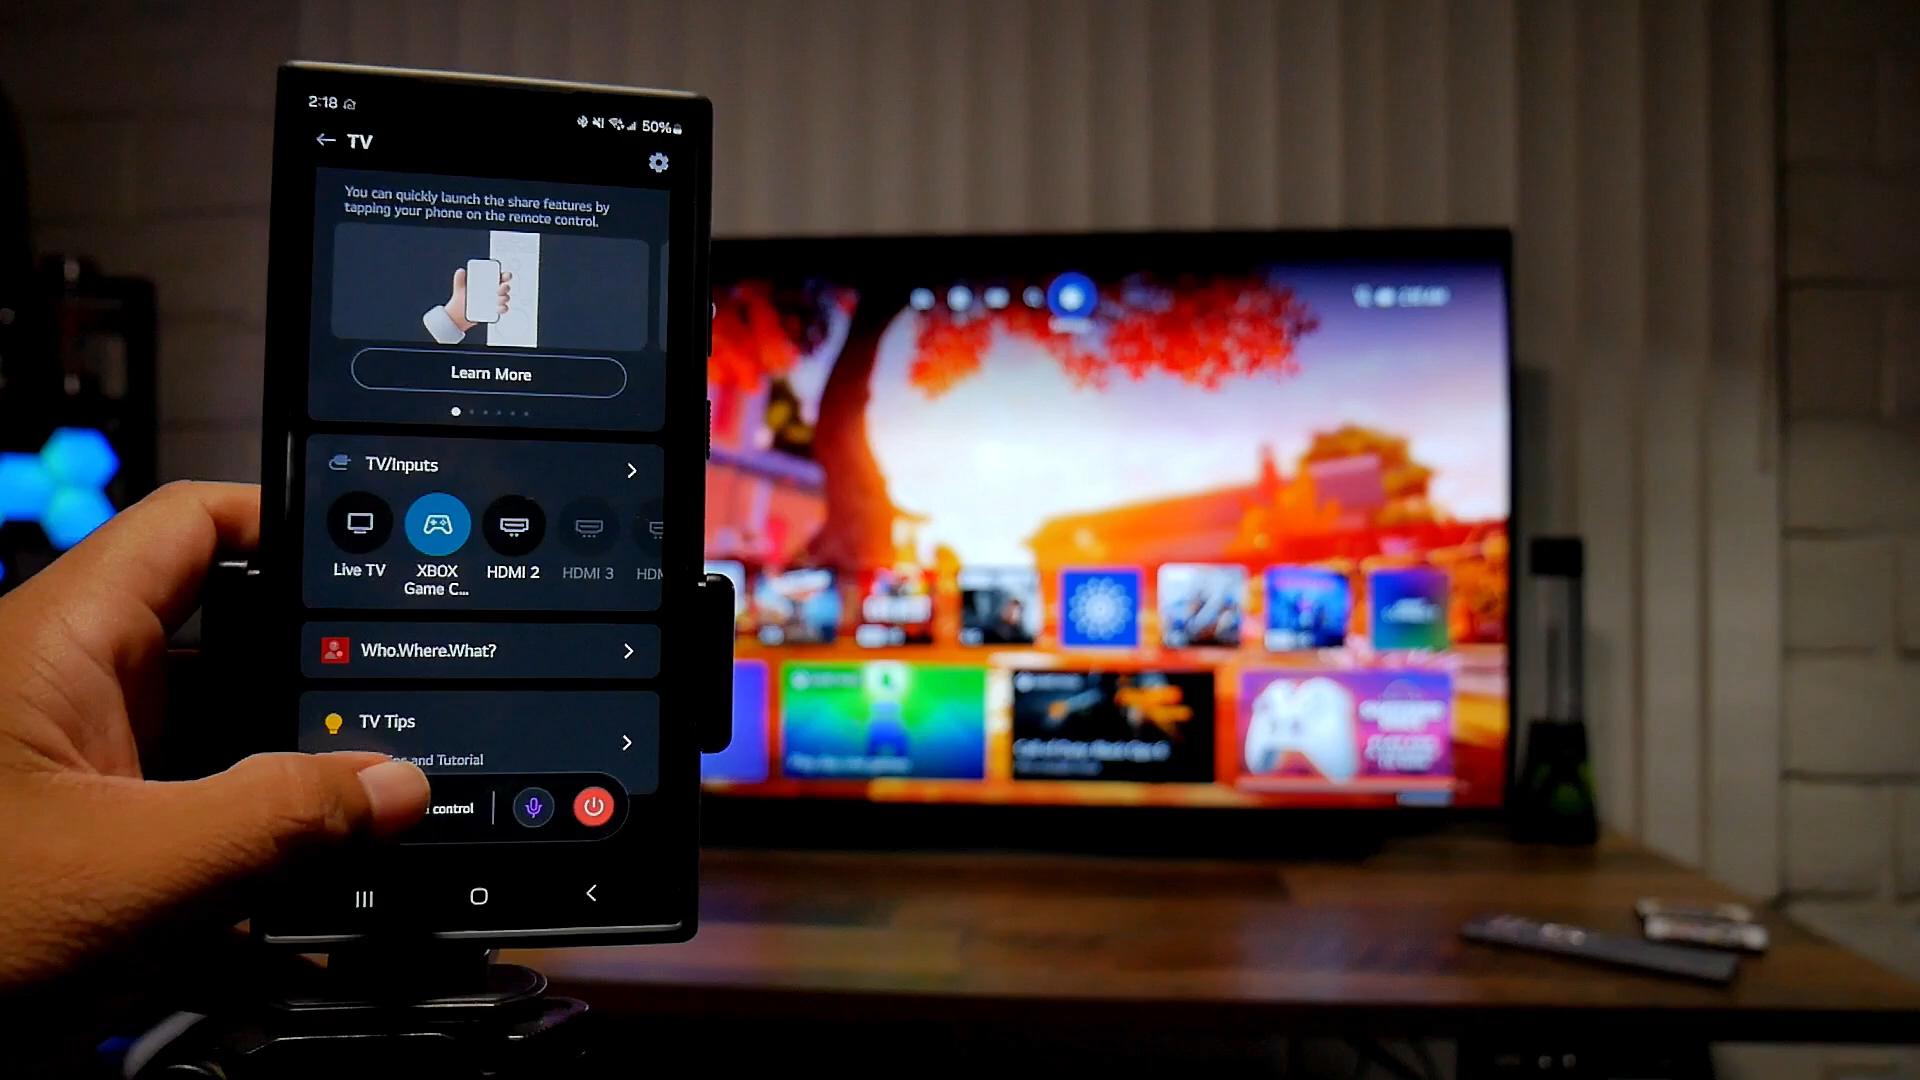 2:18
50%
TV
You can quickly launch the share features by
tapping your phone on the remote control.
Learn More
TV/Inputs
Live TV
XBOX
Game C...
HDMI 2
HDMI 3
HDM
Who.Where.What?
TV Tips
and Tutorial
control